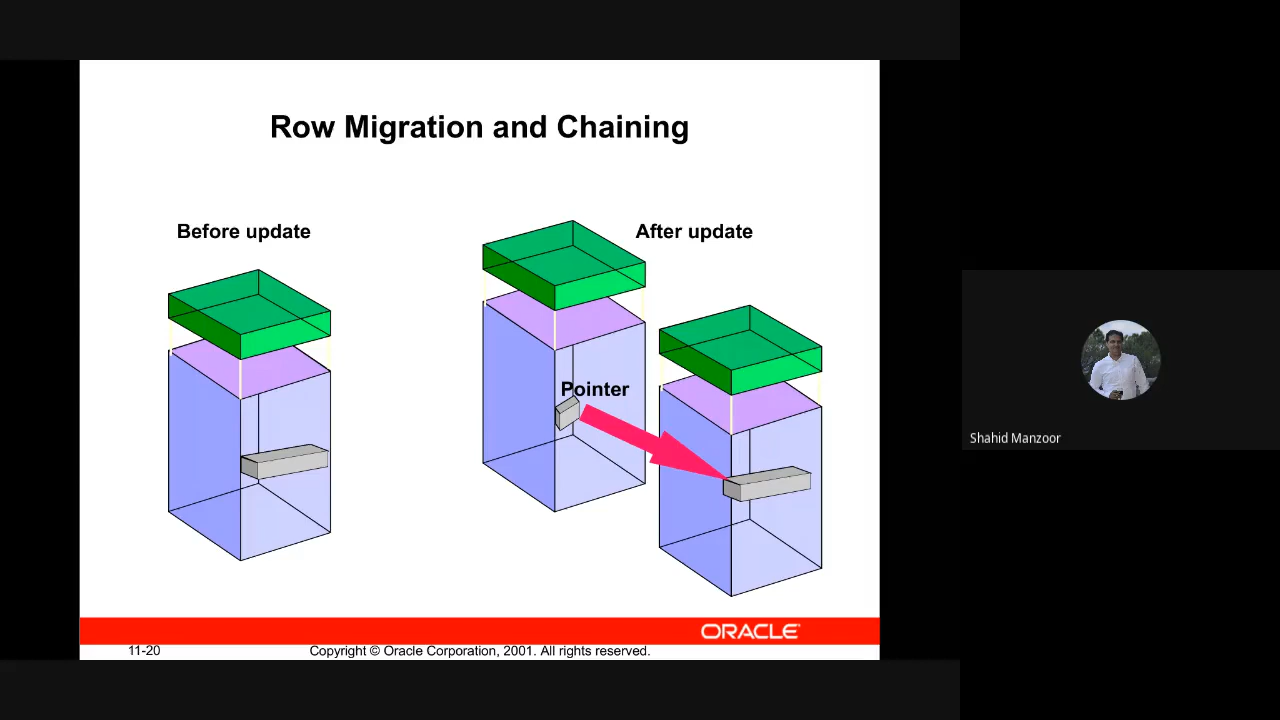 Row Migration and Chaining
Before update
After update
Pointer
Shahid Manzoor
ORACLE
11-20
Copyright © Oracle Corporation, 2001. All rights reserved.